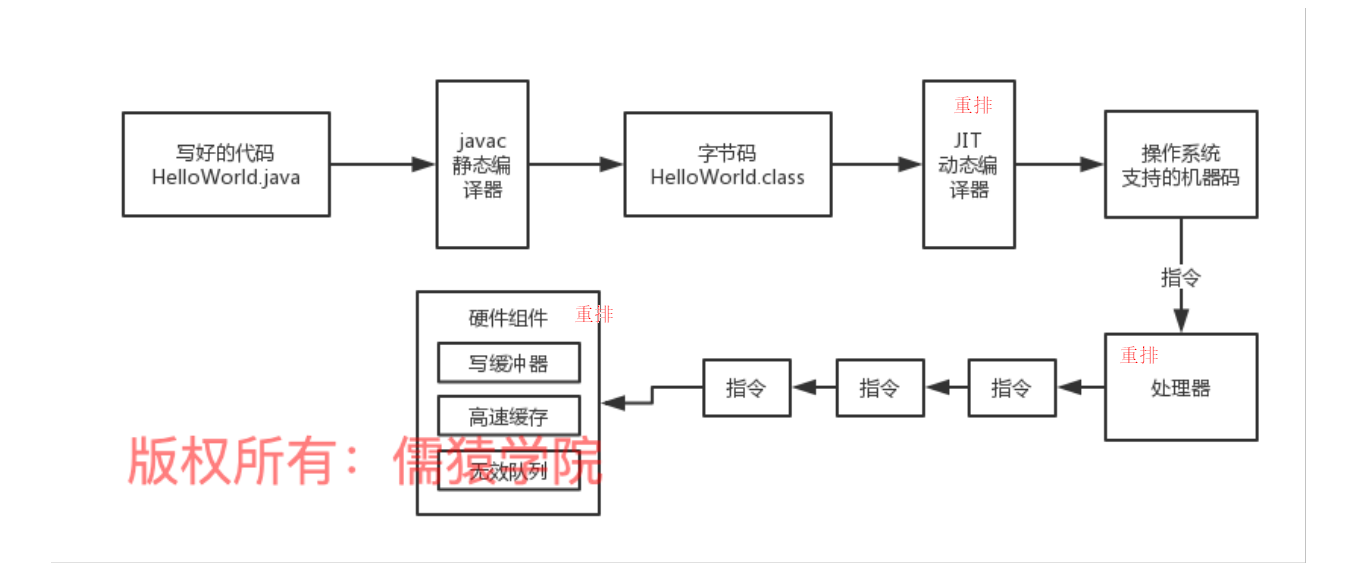 写好的代码
HelloWorld.java
javac
静态编
译器
字节码
HelloWorld.class
重排
JIT
动态编
译器
操作系统
支持的机器码
指令
重排
处理器
指令
指令
指令
硬件组件
重排
写缓冲器
高速缓存
无效队列
版权所有：儒猿学院